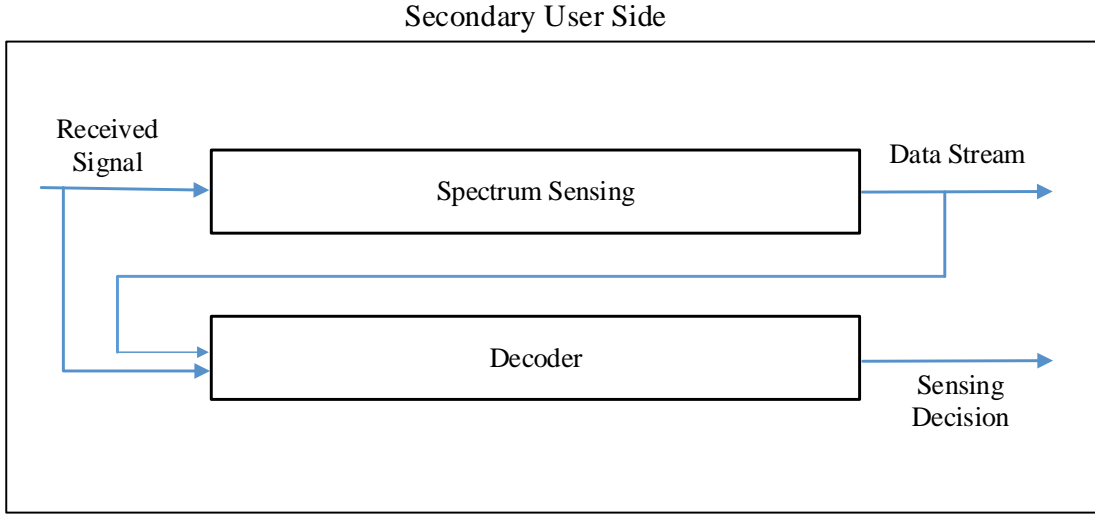 Secondary User Side
Received
Signal
Spectrum Sensing
Data Stream
Decoder
Sensing
Decision